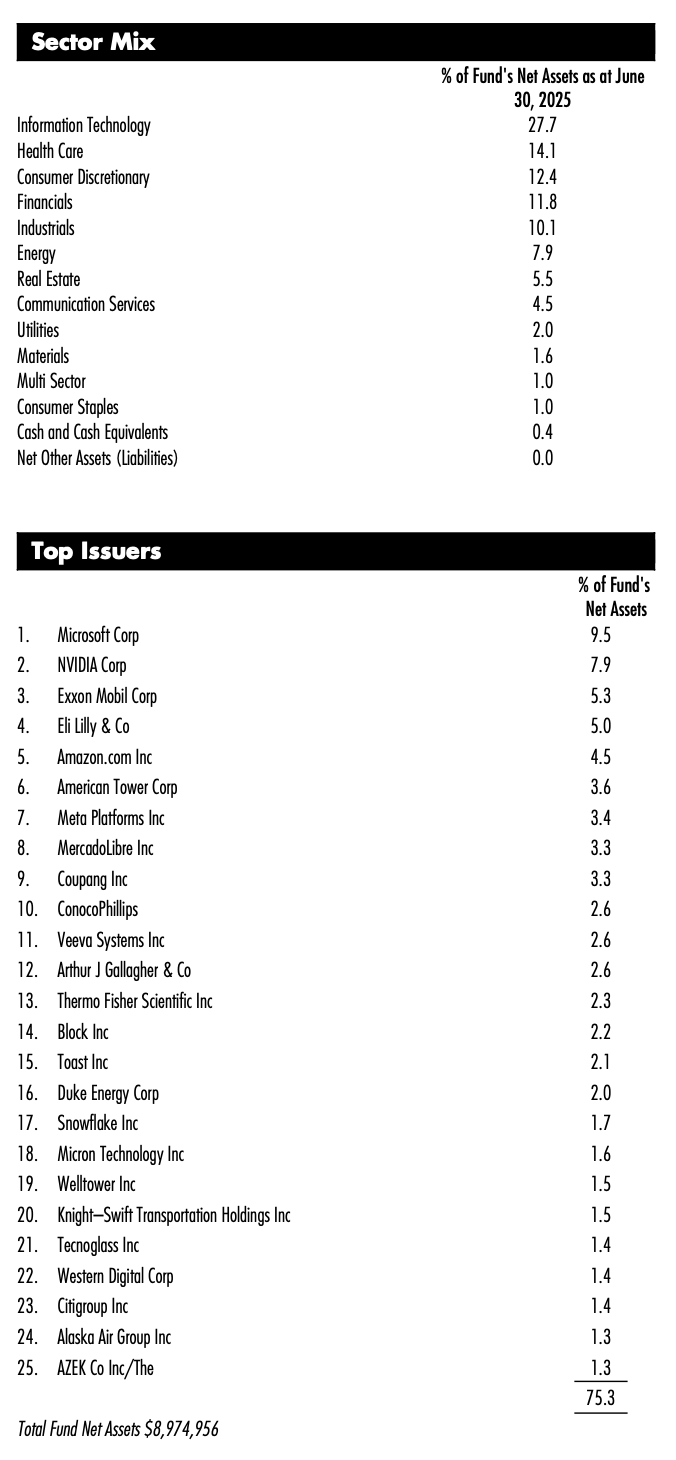 Sector Mix
% of Fund's Net Assets as at June
30, 2025
Information Technology 27.7
Health Care 14.1
Consumer Discretionary 12.4
Financials 11.8
Industrials 10.1
Energy 7.9
Real Estate 5.5
Communication Services 4.5
Utilities 2.0
Materials 1.6
Multi Sector 1.0
Consumer Staples 1.0
Cash and Cash Equivalents 0.4
Net Other Assets (Liabilities) 0.0
Top Issuers
% of Fund's
Net Assets
1. Microsoft Corp 9.5
2. NVIDIA Corp 7.9
3. Exxon Mobil Corp 5.3
4. Eli Lilly & Co 5.0
5. Amazon.com Inc 4.5
6. American Tower Corp 3.6
7. Meta Platforms Inc 3.4
8. MercadoLibre Inc 3.3
9. Coupang Inc 3.3
10. ConocoPhillips 2.6
11. Veeva Systems Inc 2.6
12. Arthur J Gallagher & Co 2.6
13. Thermo Fisher Scientific Inc 2.3
14. Block Inc 2.2
15. Toast Inc 2.1
16. Duke Energy Corp 2.0
17. Snowflake Inc 1.7
18. Micron Technology Inc 1.6
19. Welltower Inc 1.5
20. Knight–Swift Transportation Holdings Inc 1.5
21. Tecnoglass Inc 1.4
22. Western Digital Corp 1.4
23. Citigroup Inc 1.4
24. Alaska Air Group Inc 1.3
25. AZEK Co Inc/The 1.3
75.3
Total Fund Net Assets $8,974,956